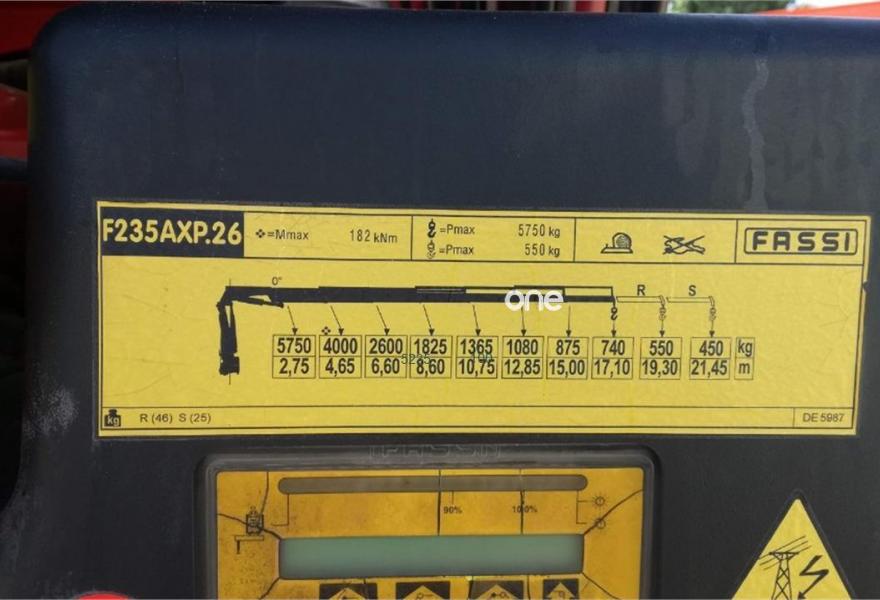 F235AXP.26
=Mmax 182 kNm
=Pmax 5750 kg
=Pmax 550 kg
FASSI
0°
one
R S
5750 4000 2600 1825 1365 1080 875 740 550 450 kg
2,75 4,65 6,60 8,60 10,75 12,85 15,00 17,10 19,30 21,45 m
kg R (46) S (25)
DE 5987
FASSI
90% 100%